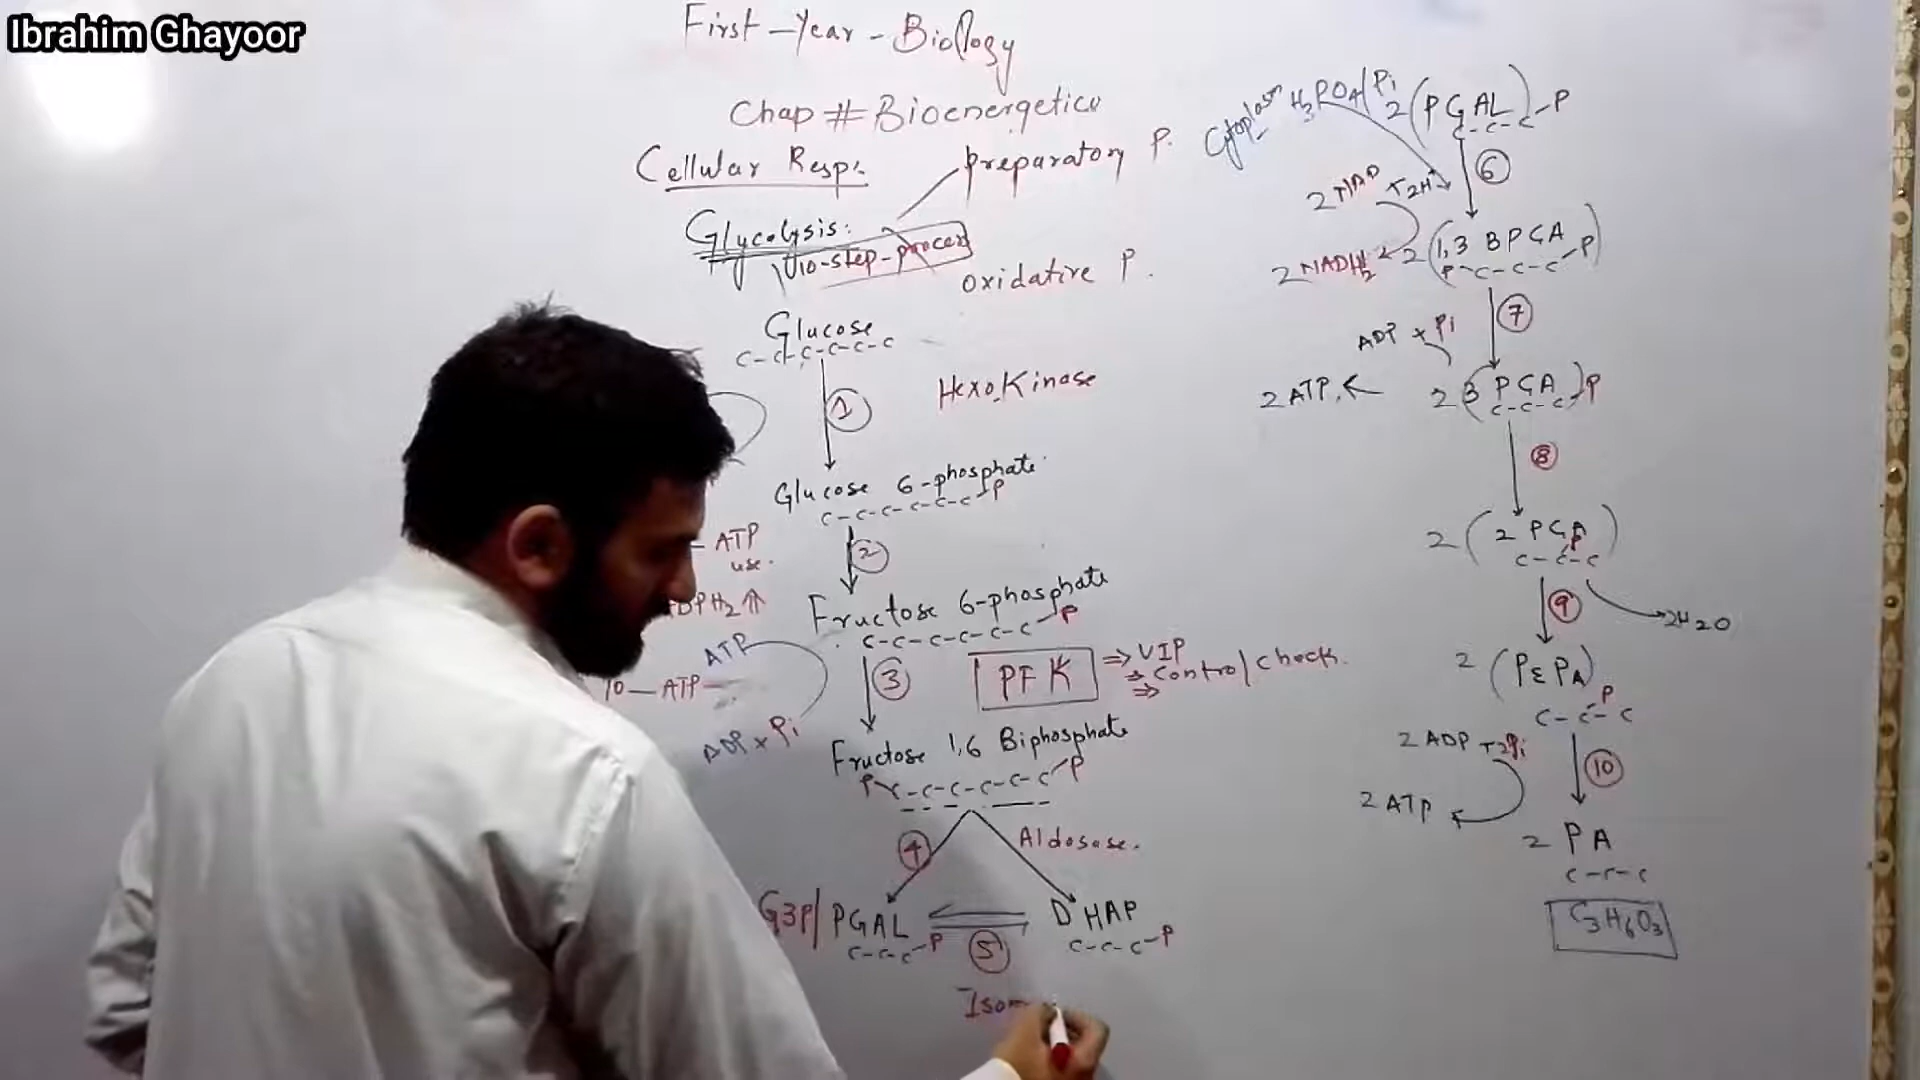 Ibrahim Ghayoor
First-Year-Biology
Chap # Bioenergetics
Cellular Resp:
Preparatory P.
Glycolysis:
10-step-process
Oxidative P.
Glucose
C-C-C-C-C-C
1
Hexokinase
Glucose 6-phosphate
C-C-C-C-C-C-P
ATP
use.
2
Fructose 6-phosphate
C-C-C-C-C-C-P
ATP
10-ATP
ADP + Pi
3
PFK
⇒ VIP
⇒ Control/check.
⇒
Fructose 1,6 Biphosphate
P-C-C-C-C-C-C-P
4
Aldosase.
G3P/PGAL
C-C-C-P
5
DHAP
C-C-C-P
Isom
Cytoplasm
H3PO4/Pi
2(PGAL)-P
C-C-C
6
2 NAD + 2H+
2 NADH2
2(1,3 BPGA)
P-C-C-C-P
7
ADP + Pi
2 ATP
2(3 PGA)P
C-C-C
8
2(2 PGA)
P
C-C-C
9
2H2O
2(PEPA)
P
C-C-C
2 ADP + 2Pi
10
2 ATP
2 PA
C-C-C
C3H6O3